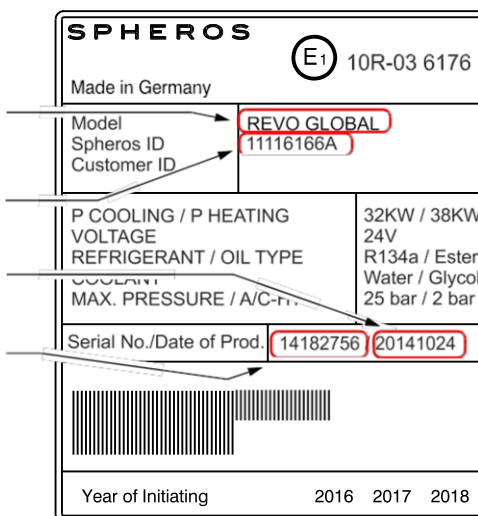 SPHEROS
E1 10R-03 6176
Made in Germany
Model REVO GLOBAL
Spheros ID 11116166A
Customer ID
P COOLING / P HEATING 32KW / 38KW
VOLTAGE 24V
REFRIGERANT / OIL TYPE R134a / Ester
COOLANT Water / Glycol
MAX. PRESSURE / 25 bar / 2 bar
Serial No./Date of Prod. 14182756 / 20141024
Year of Initiating 2016 2017 2018